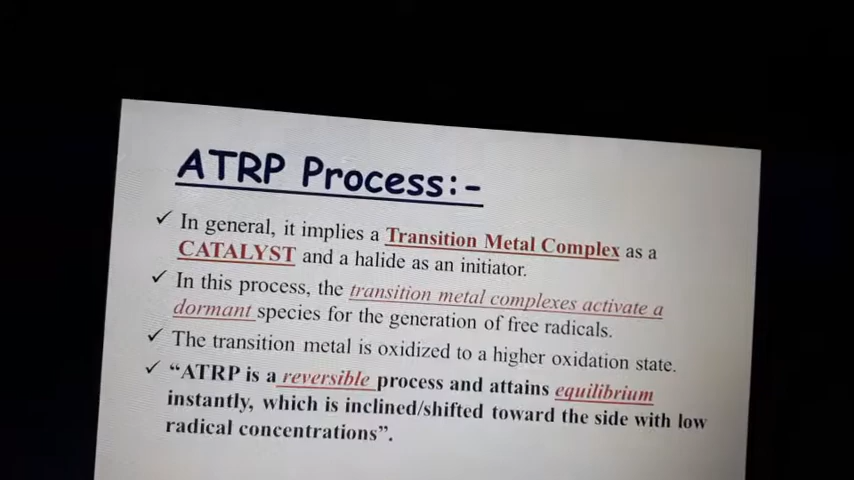 ATRP Process:-
✓ In general, it implies a Transition Metal Complex as a
CATALYST and a halide as an initiator.
✓ In this process, the transition metal complexes activate a
dormant species for the generation of free radicals.
✓ The transition metal is oxidized to a higher oxidation state.
✓ “ATRP is a reversible process and attains equilibrium
instantly, which is inclined/shifted toward the side with low
radical concentrations”.